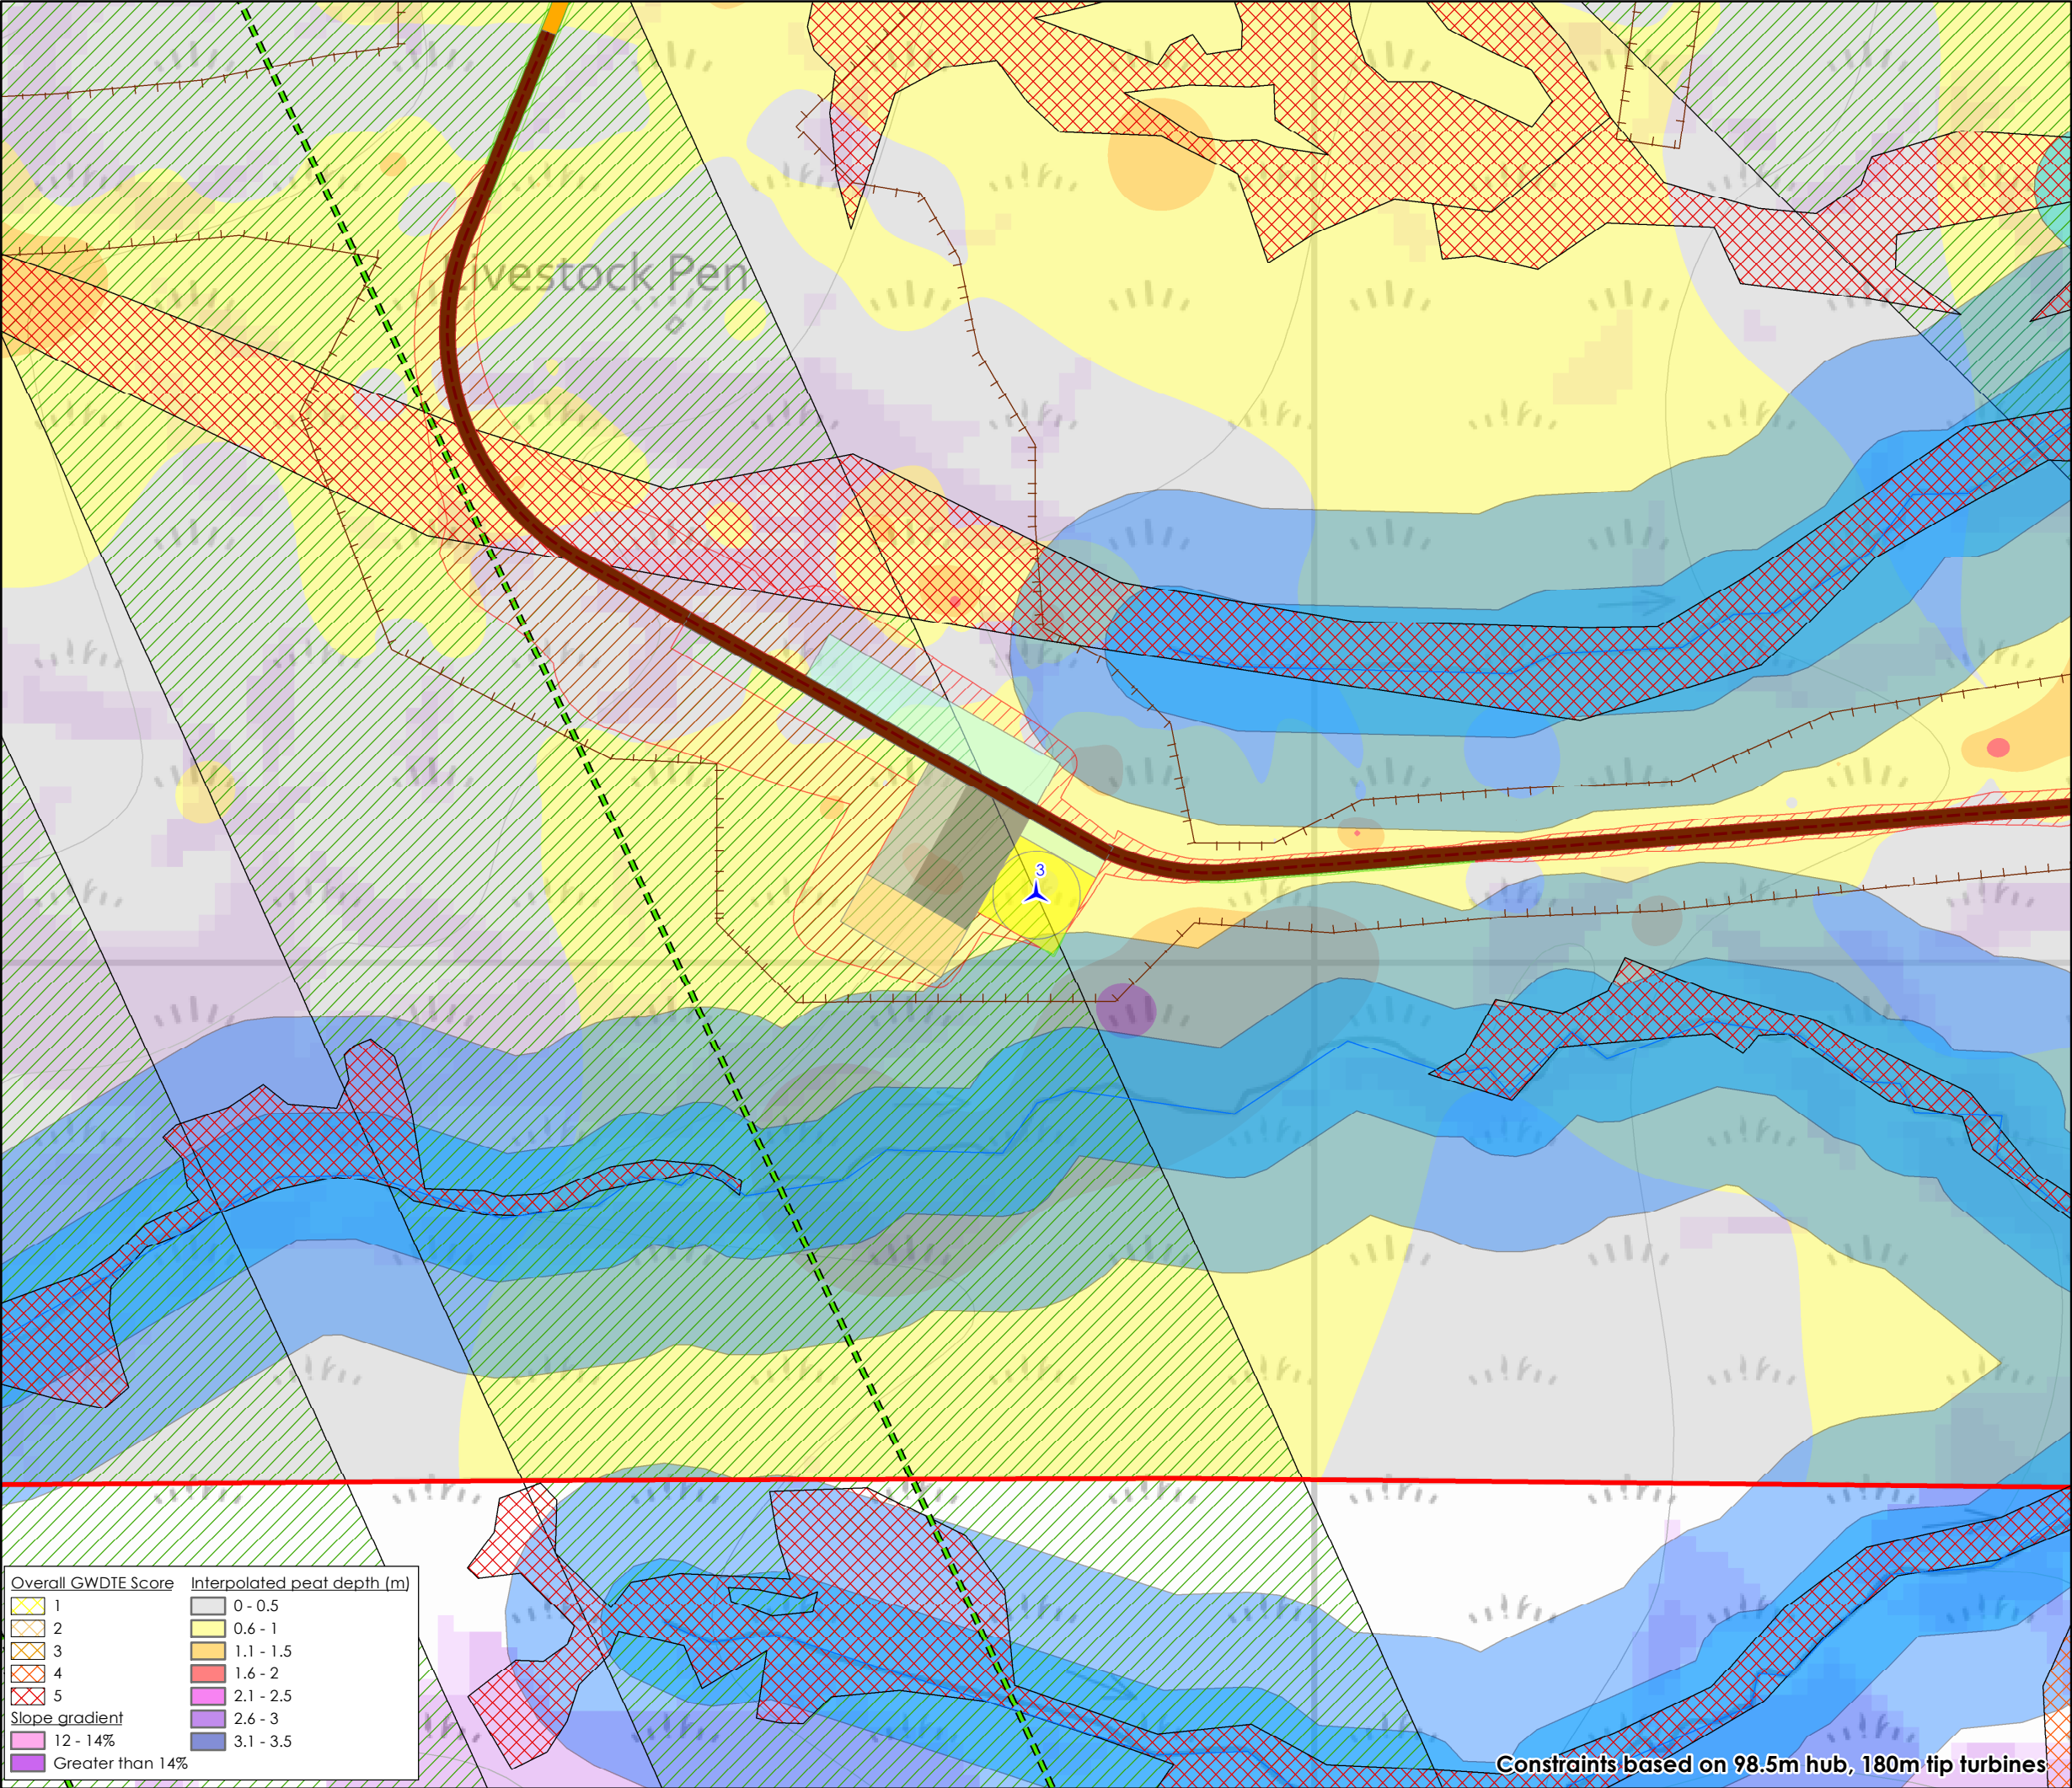 Livestock Pen
3
Overall GWDTE Score
1
2
3
4
5
Slope gradient
12 - 14%
Greater than 14%
Interpolated peat depth (m)
0 - 0.5
0.6 - 1
1.1 - 1.5
1.6 - 2
2.1 - 2.5
2.6 - 3
3.1 - 3.5
Constraints based on 98.5m hub, 180m tip turbines